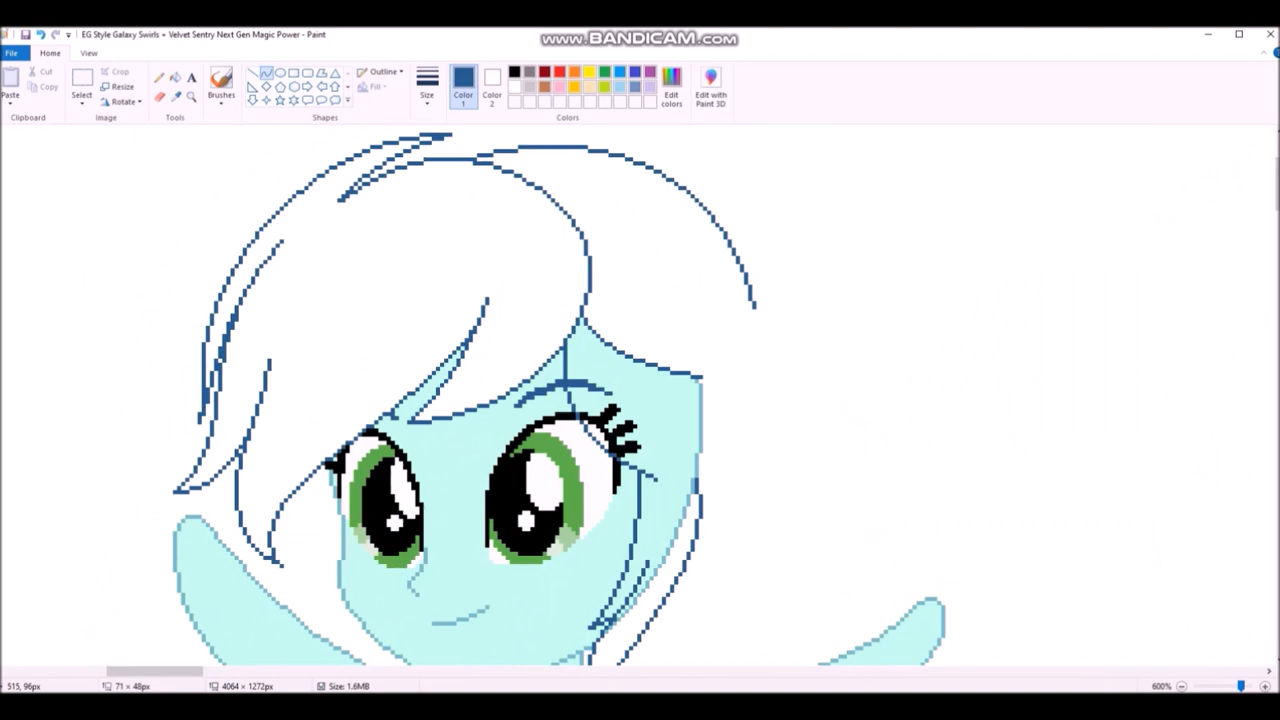 EG Style Galaxy Swirls + Velvet Sentry Next Gen Magic Power - Paint
www.BANDICAM.com
File Home View
Paste
Cut
Copy
Clipboard
Select
Crop
Resize
Rotate
Image
A
Tools
Brushes
Outline
Fill
Shapes
Size
Color 1
Color 2
Edit colors
Colors
Edit with Paint 3D
515, 96px 71 × 48px 4064 × 1272px Size: 1.6MB 600%